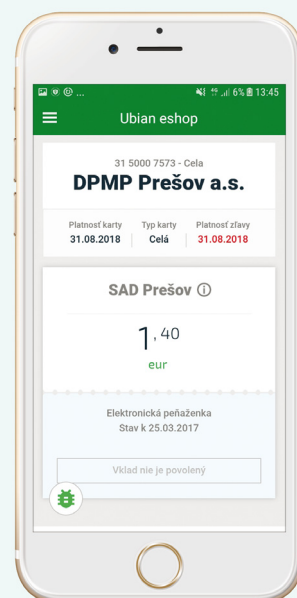 ... 6% 13:45
Ubian eshop
31 5000 7573 - Cela
DPMP Prešov a.s.
Platnosť karty Typ karty Platnosť zľavy
31.08.2018 Celá 31.08.2018
SAD Prešov
1,40
eur
Elektronická peňaženka
Stav k 25.03.2017
Vklad nie je povolený